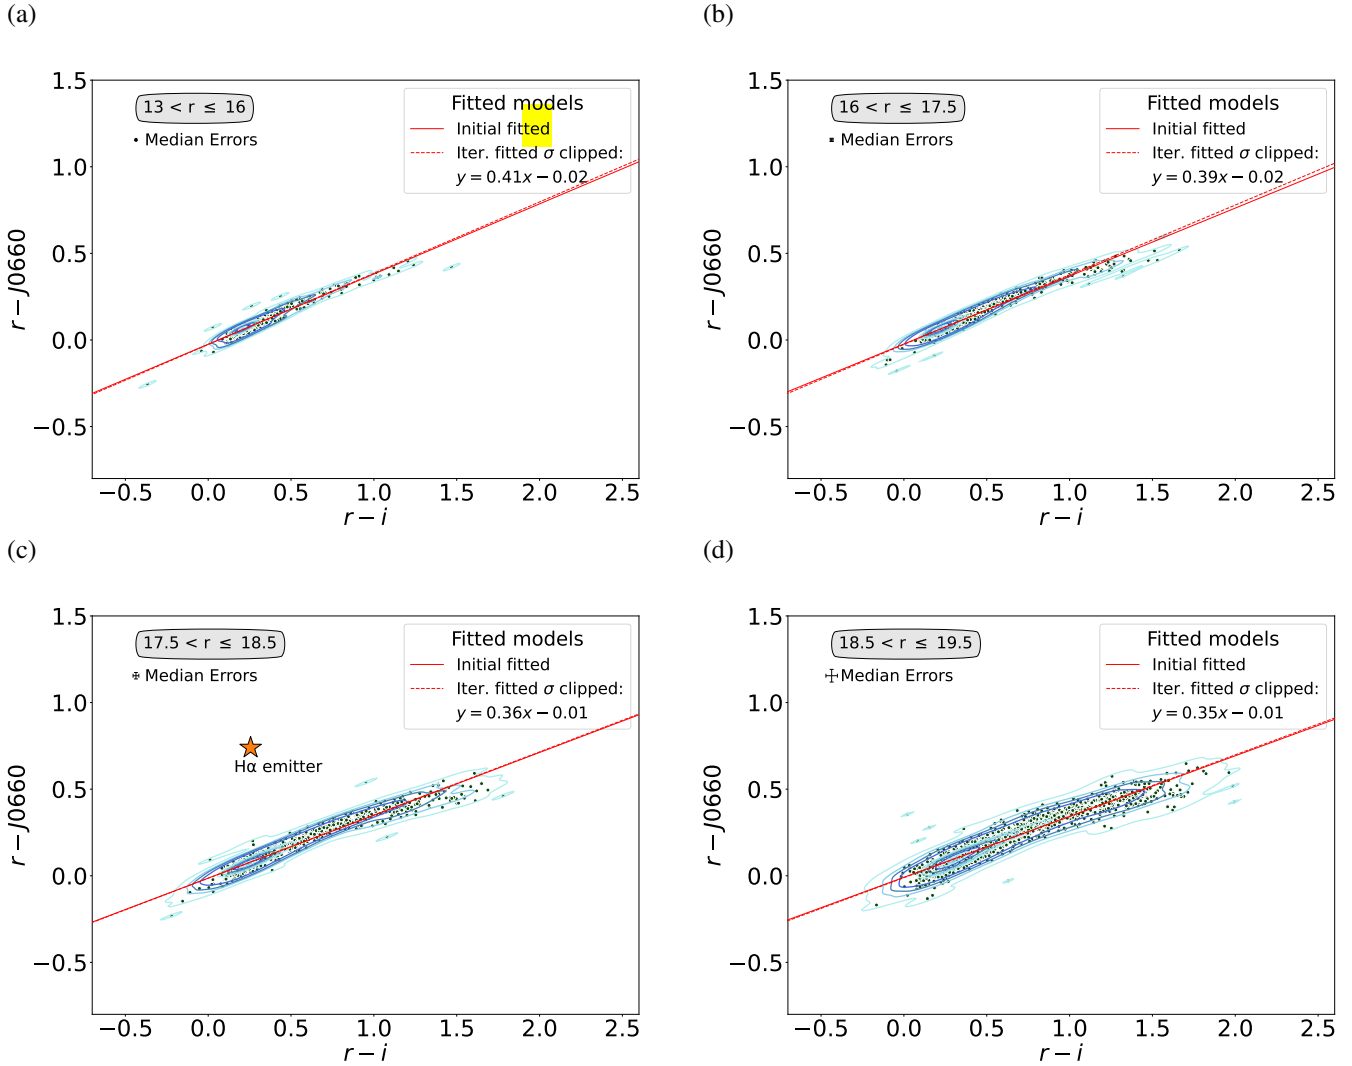 (a)
(b)
13 < r ≤ 16
Median Errors
Fitted models
Initial fitted
Iter. fitted σ clipped:
y = 0.41x − 0.02
1.5
1.0
0.5
0.0
−0.5
r − J0660
−0.5 0.0 0.5 1.0 1.5 2.0 2.5
r − i
16 < r ≤ 17.5
Median Errors
Fitted models
Initial fitted
Iter. fitted σ clipped:
y = 0.39x − 0.02
1.5
1.0
0.5
0.0
−0.5
r − J0660
−0.5 0.0 0.5 1.0 1.5 2.0 2.5
r − i
(c)
(d)
17.5 < r ≤ 18.5
Median Errors
Fitted models
Initial fitted
Iter. fitted σ clipped:
y = 0.36x − 0.01
Hα emitter
1.5
1.0
0.5
0.0
−0.5
r − J0660
−0.5 0.0 0.5 1.0 1.5 2.0 2.5
r − i
18.5 < r ≤ 19.5
Median Errors
Fitted models
Initial fitted
Iter. fitted σ clipped:
y = 0.35x − 0.01
1.5
1.0
0.5
0.0
−0.5
r − J0660
−0.5 0.0 0.5 1.0 1.5 2.0 2.5
r − i